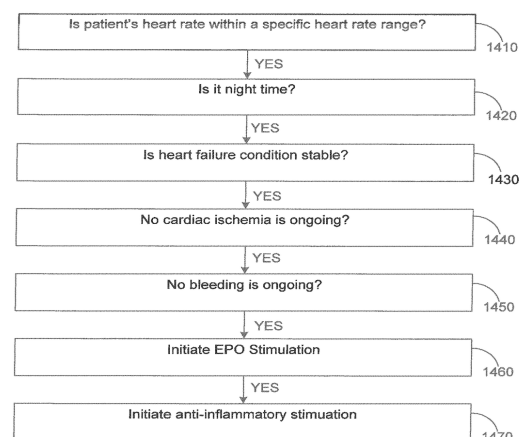 Is patient's heart rate within a specific heart rate range?
1410
YES
Is it night time?
1420
YES
Is heart failure condition stable?
1430
YES
No cardiac ischemia is ongoing?
1440
YES
No bleeding is ongoing?
1450
YES
Initiate EPO Stimulation
1460
YES
Initiate anti-inflammatory stimuation
1470